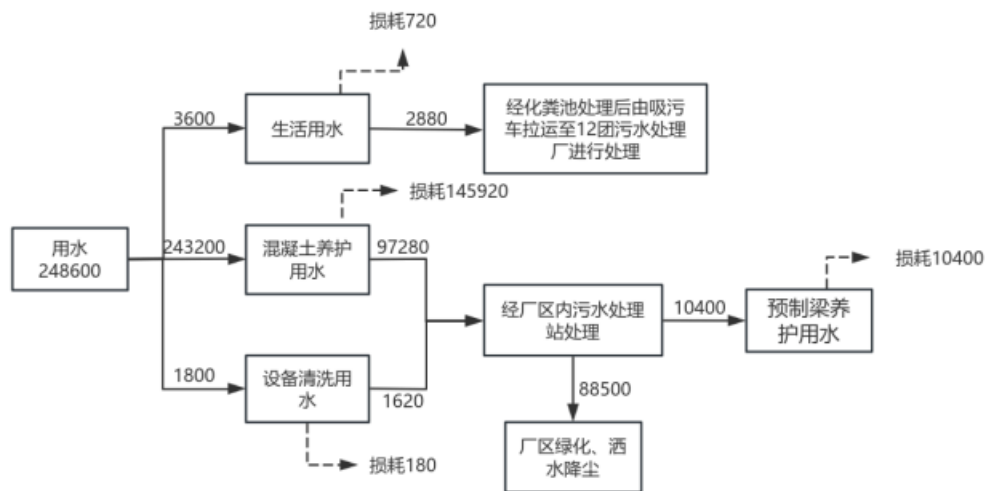 损耗720
3600
生活用水
2880
经化粪池处理后由吸污
车拉运至12团污水处理
厂进行处理
损耗145920
用水
248600
243200
混凝土养护
用水
97280
损耗10400
经厂区内污水处理
站处理
10400
预制梁养
护用水
1800
设备清洗用
水
1620
88500
损耗180
厂区绿化、洒
水降尘